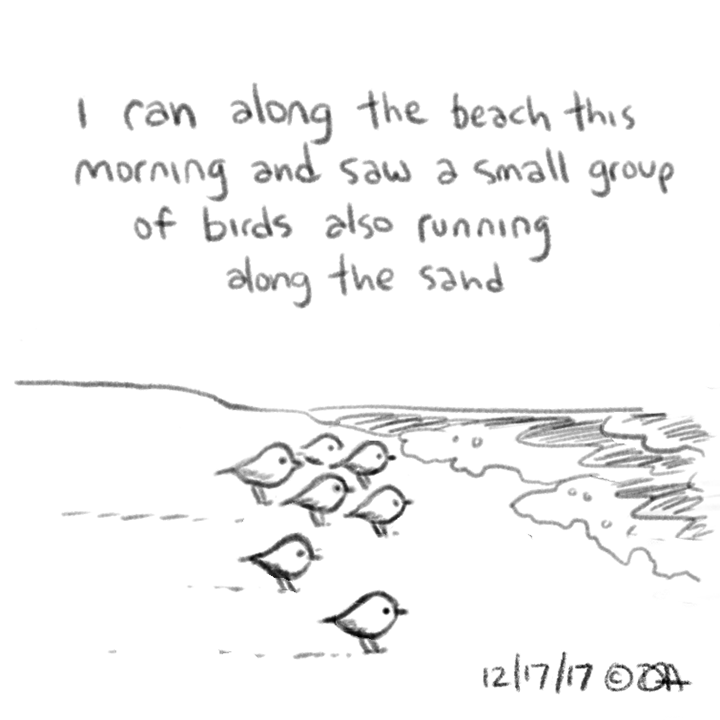 I ran along the beach this
morning and saw a small group
of birds also running
along the sand
12/17/17 ©